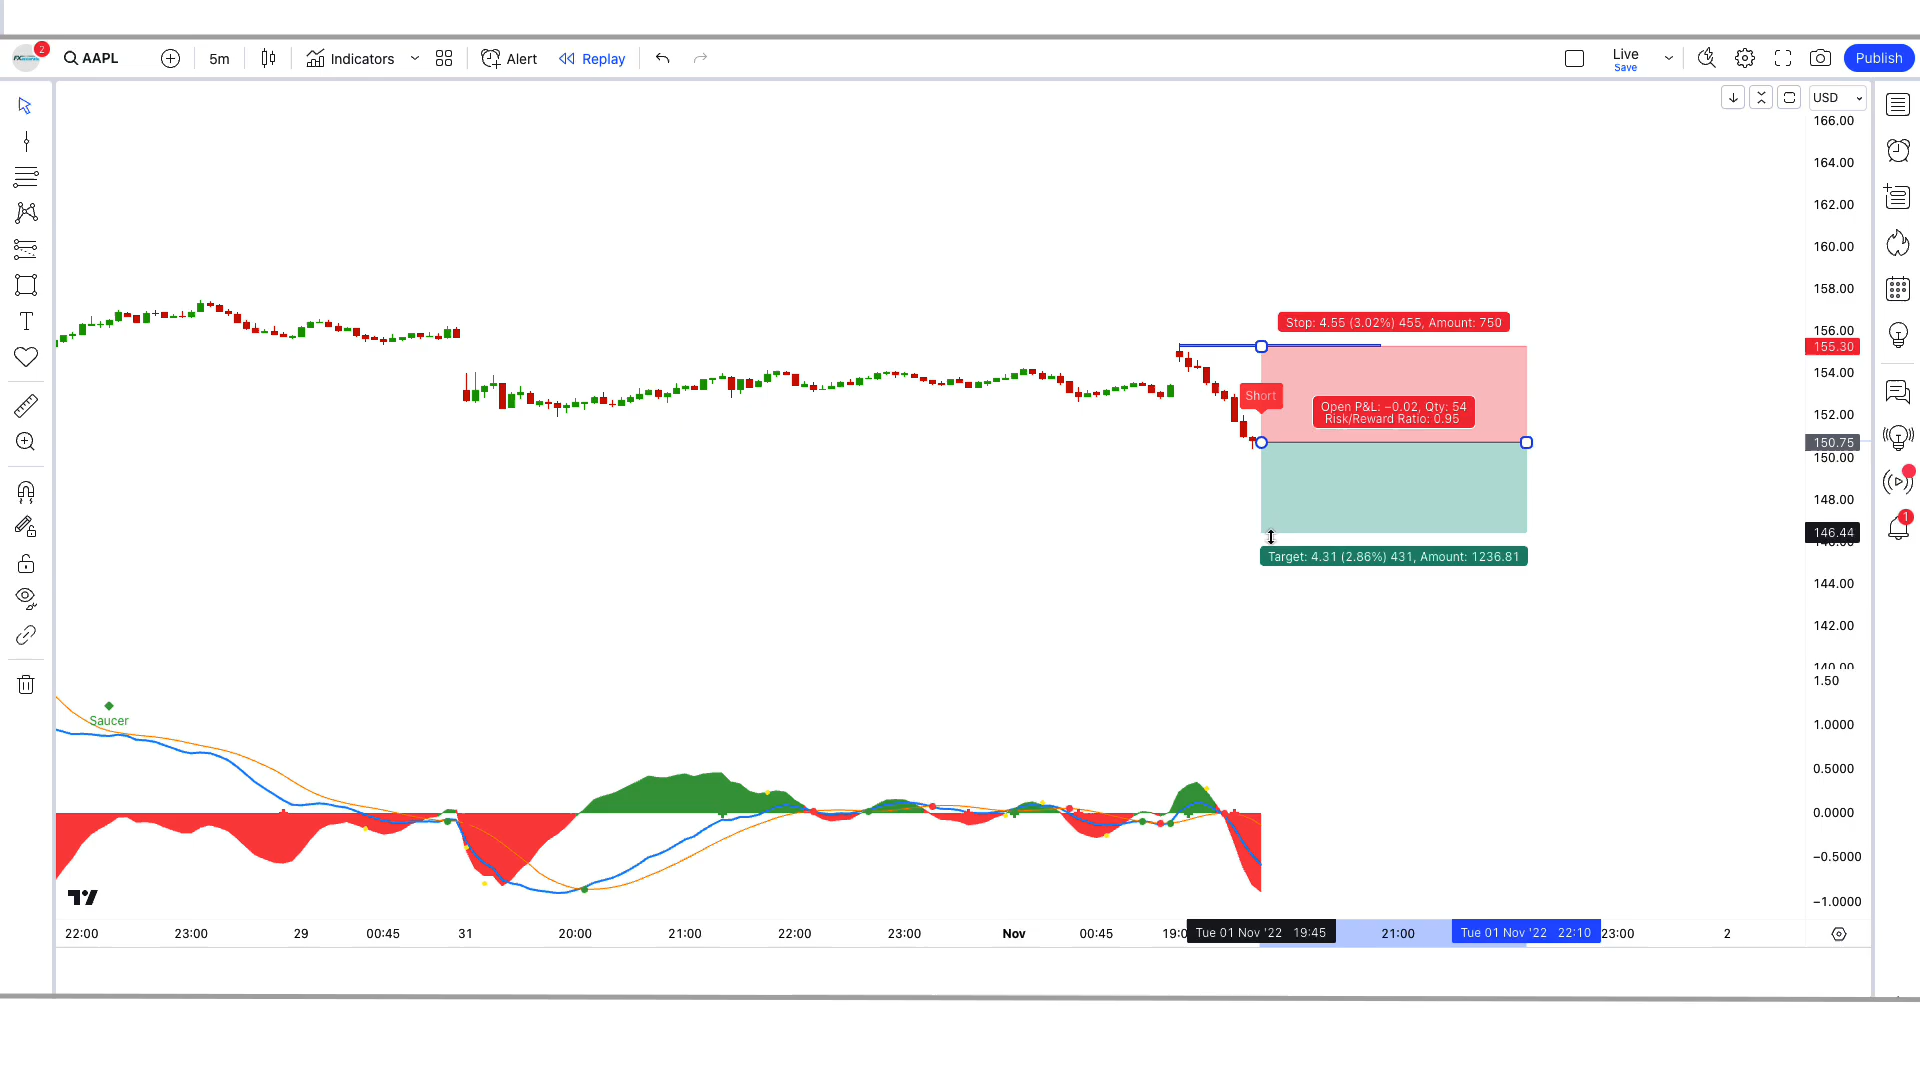 2
AAPL
5m
Indicators
Alert
Replay
Live
Save
Publish
USD
166.00
164.00
162.00
160.00
158.00
156.00
155.30
154.00
152.00
150.75
150.00
148.00
146.44
144.00
142.00
140.00
1.50
1.0000
0.5000
0.0000
−0.5000
−1.0000
Stop: 4.55 (3.02%) 455, Amount: 750
Short
Open P&L: −0.02, Qty: 54
Risk/Reward Ratio: 0.95
Target: 4.31 (2.86%) 431, Amount: 1236.81
1
Saucer
22:00 23:00 29 00:45 31 20:00 21:00 22:00 23:00 Nov 00:45 19:0 Tue 01 Nov '22 19:45 21:00 Tue 01 Nov '22 22:10 23:00 2